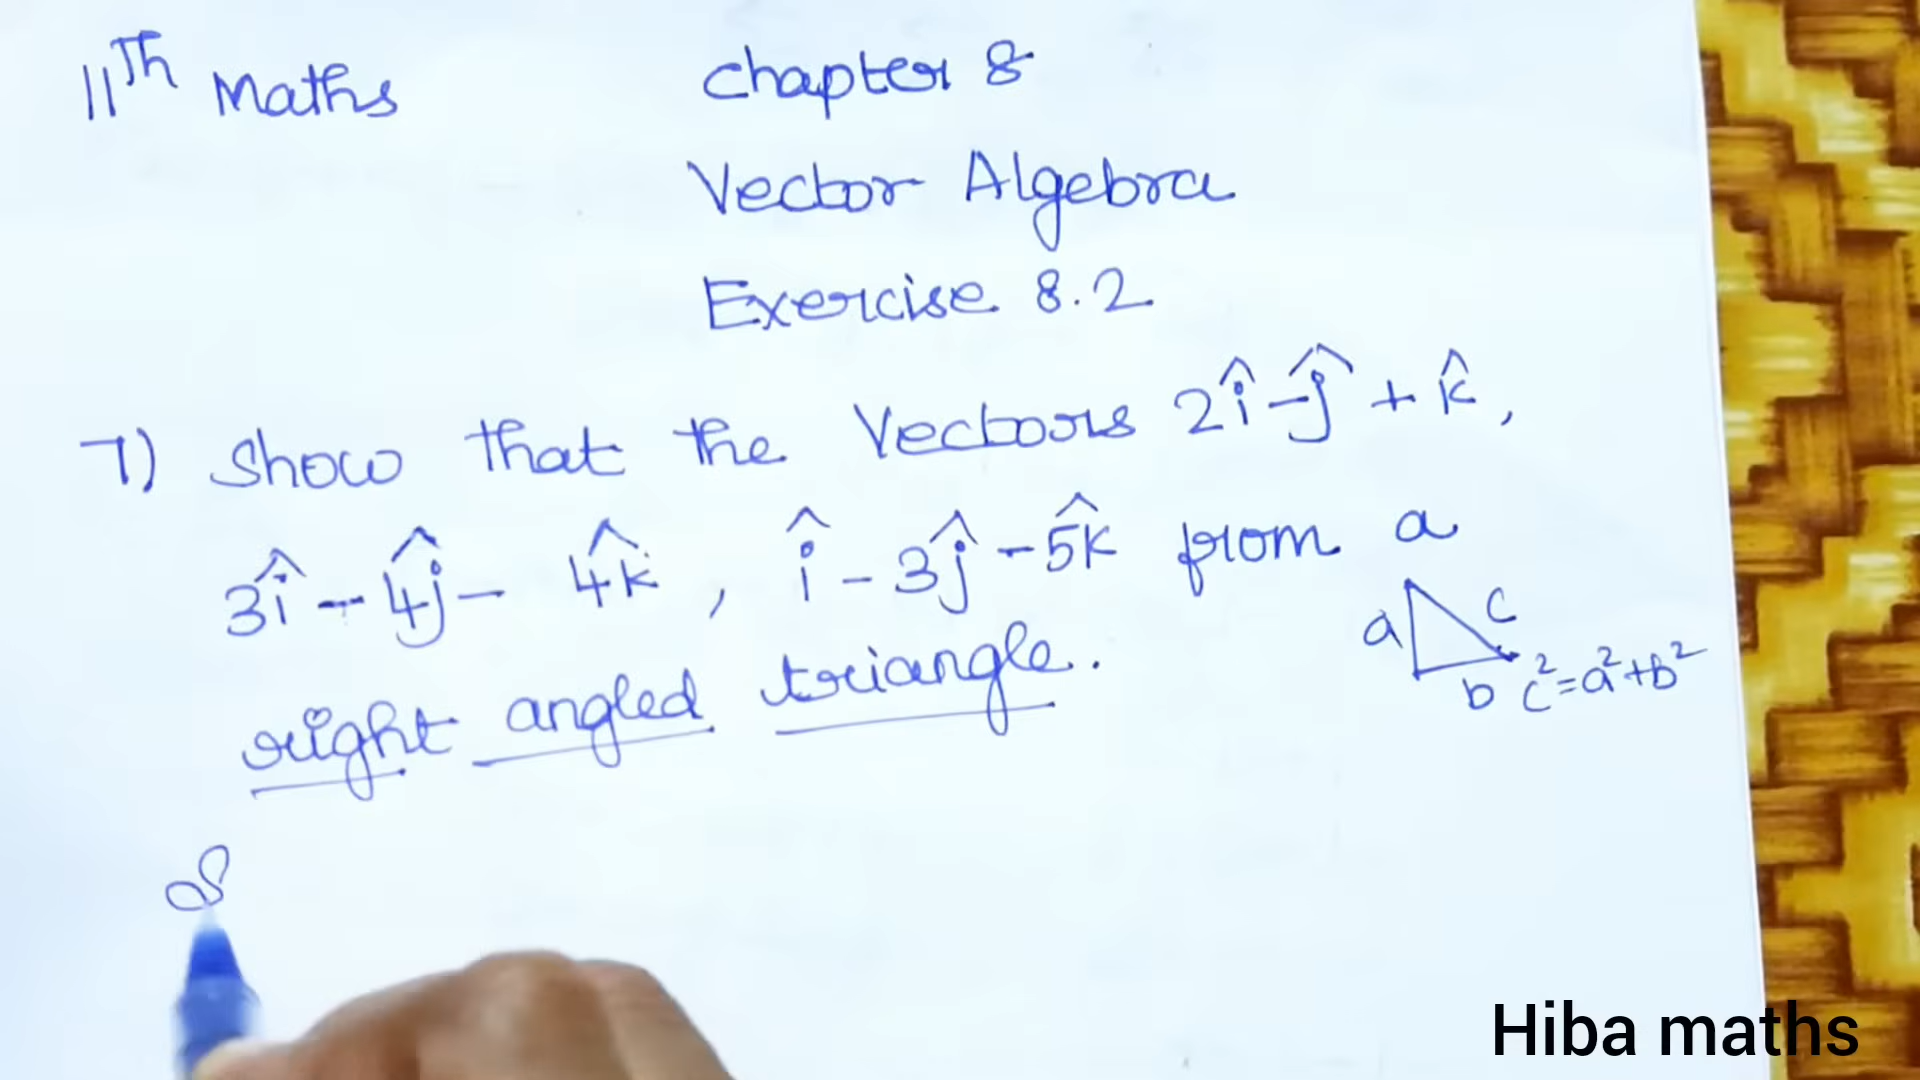 11Th Maths
Chapter 8
Vector Algebra
Exercise 8.2
7) Show that the Vectors 2î-ĵ + k̂,
3î - 4ĵ - 4k̂, î - 3ĵ - 5k̂ from a
right angled triangle.
a c
b c²=a²+b²
S
Hiba maths